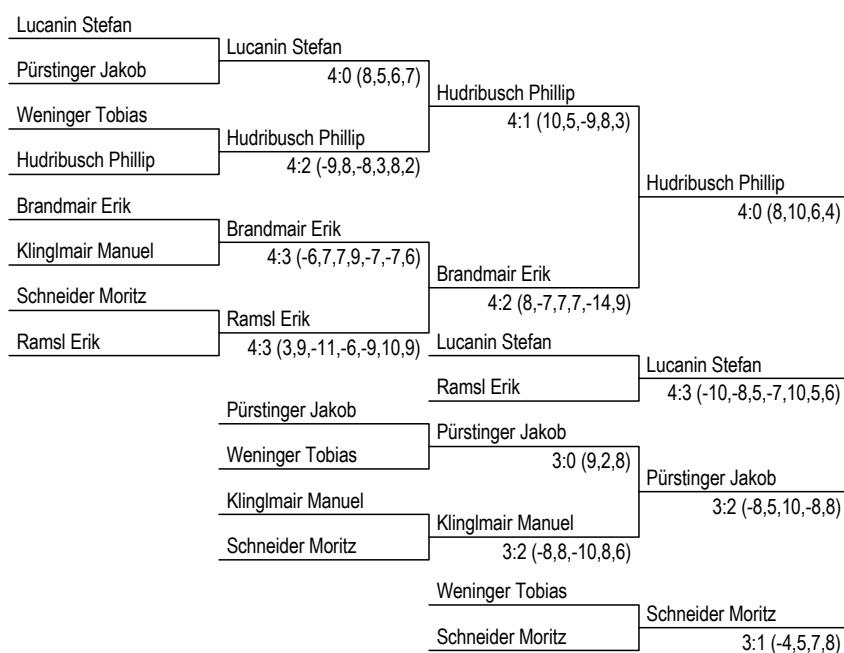 Lucanin Stefan
Lucanin Stefan
Pürstinger Jakob
4:0 (8,5,6,7)
Hudribusch Phillip
Weninger Tobias
4:1 (10,5,-9,8,3)
Hudribusch Phillip
Hudribusch Phillip
4:2 (-9,8,-8,3,8,2)
Hudribusch Phillip
Brandmair Erik
4:0 (8,10,6,4)
Brandmair Erik
Klinglmair Manuel
4:3 (-6,7,7,9,-7,-7,6)
Brandmair Erik
Schneider Moritz
4:2 (8,-7,7,7,-14,9)
Ramsl Erik
Ramsl Erik
4:3 (3,9,-11,-6,-9,10,9)
Lucanin Stefan
Lucanin Stefan
Ramsl Erik
4:3 (-10,-8,5,-7,10,5,6)
Pürstinger Jakob
Pürstinger Jakob
Weninger Tobias
3:0 (9,2,8)
Pürstinger Jakob
Klinglmair Manuel
3:2 (-8,5,10,-8,8)
Klinglmair Manuel
Schneider Moritz
3:2 (-8,8,-10,8,6)
Weninger Tobias
Schneider Moritz
Schneider Moritz
3:1 (-4,5,7,8)